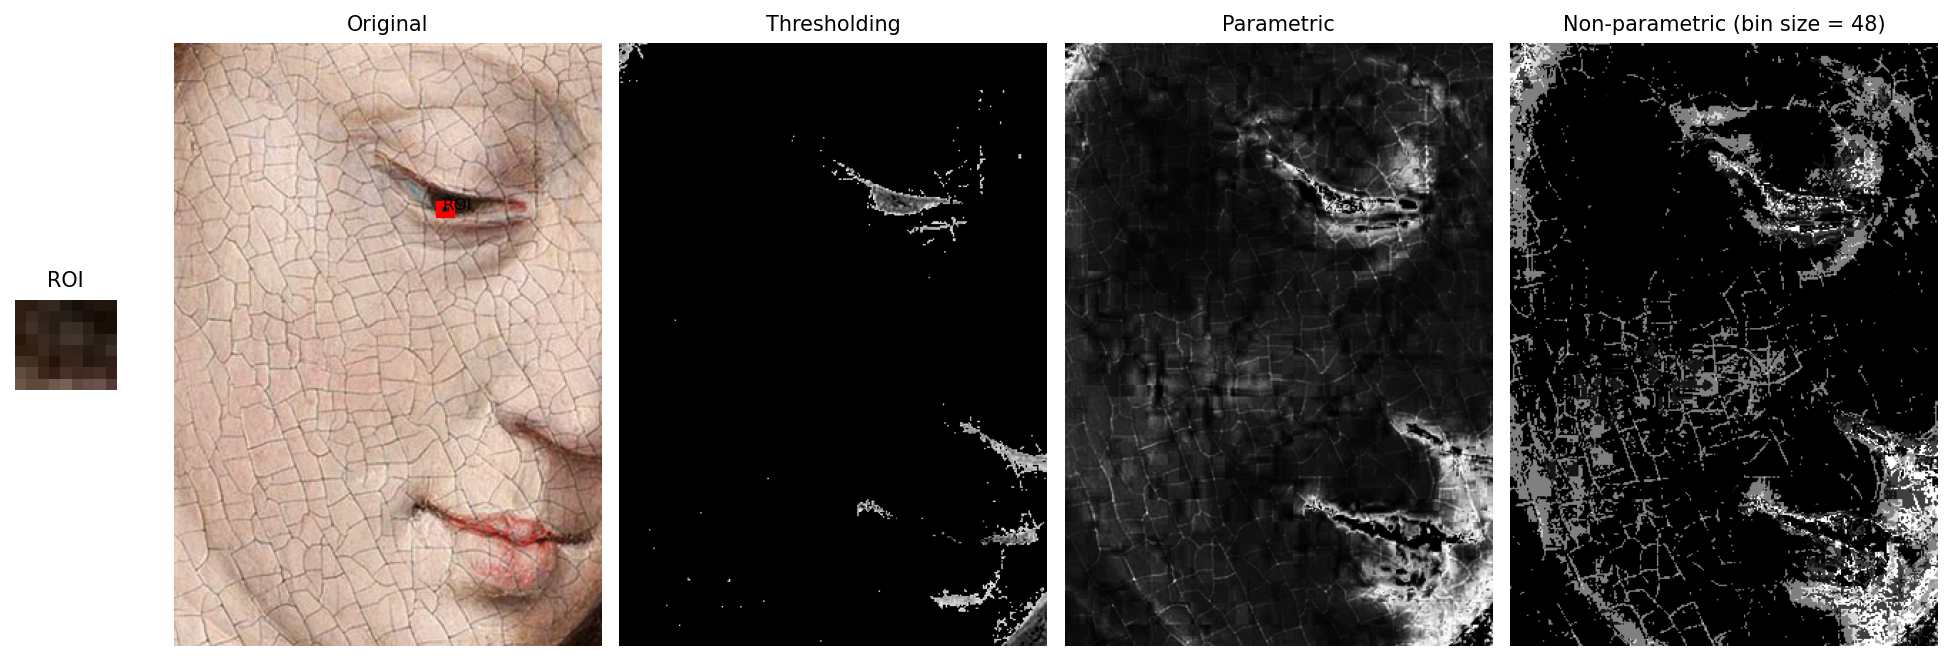 Original
Thresholding
Parametric
Non-parametric (bin size = 48)
ROI
ROI